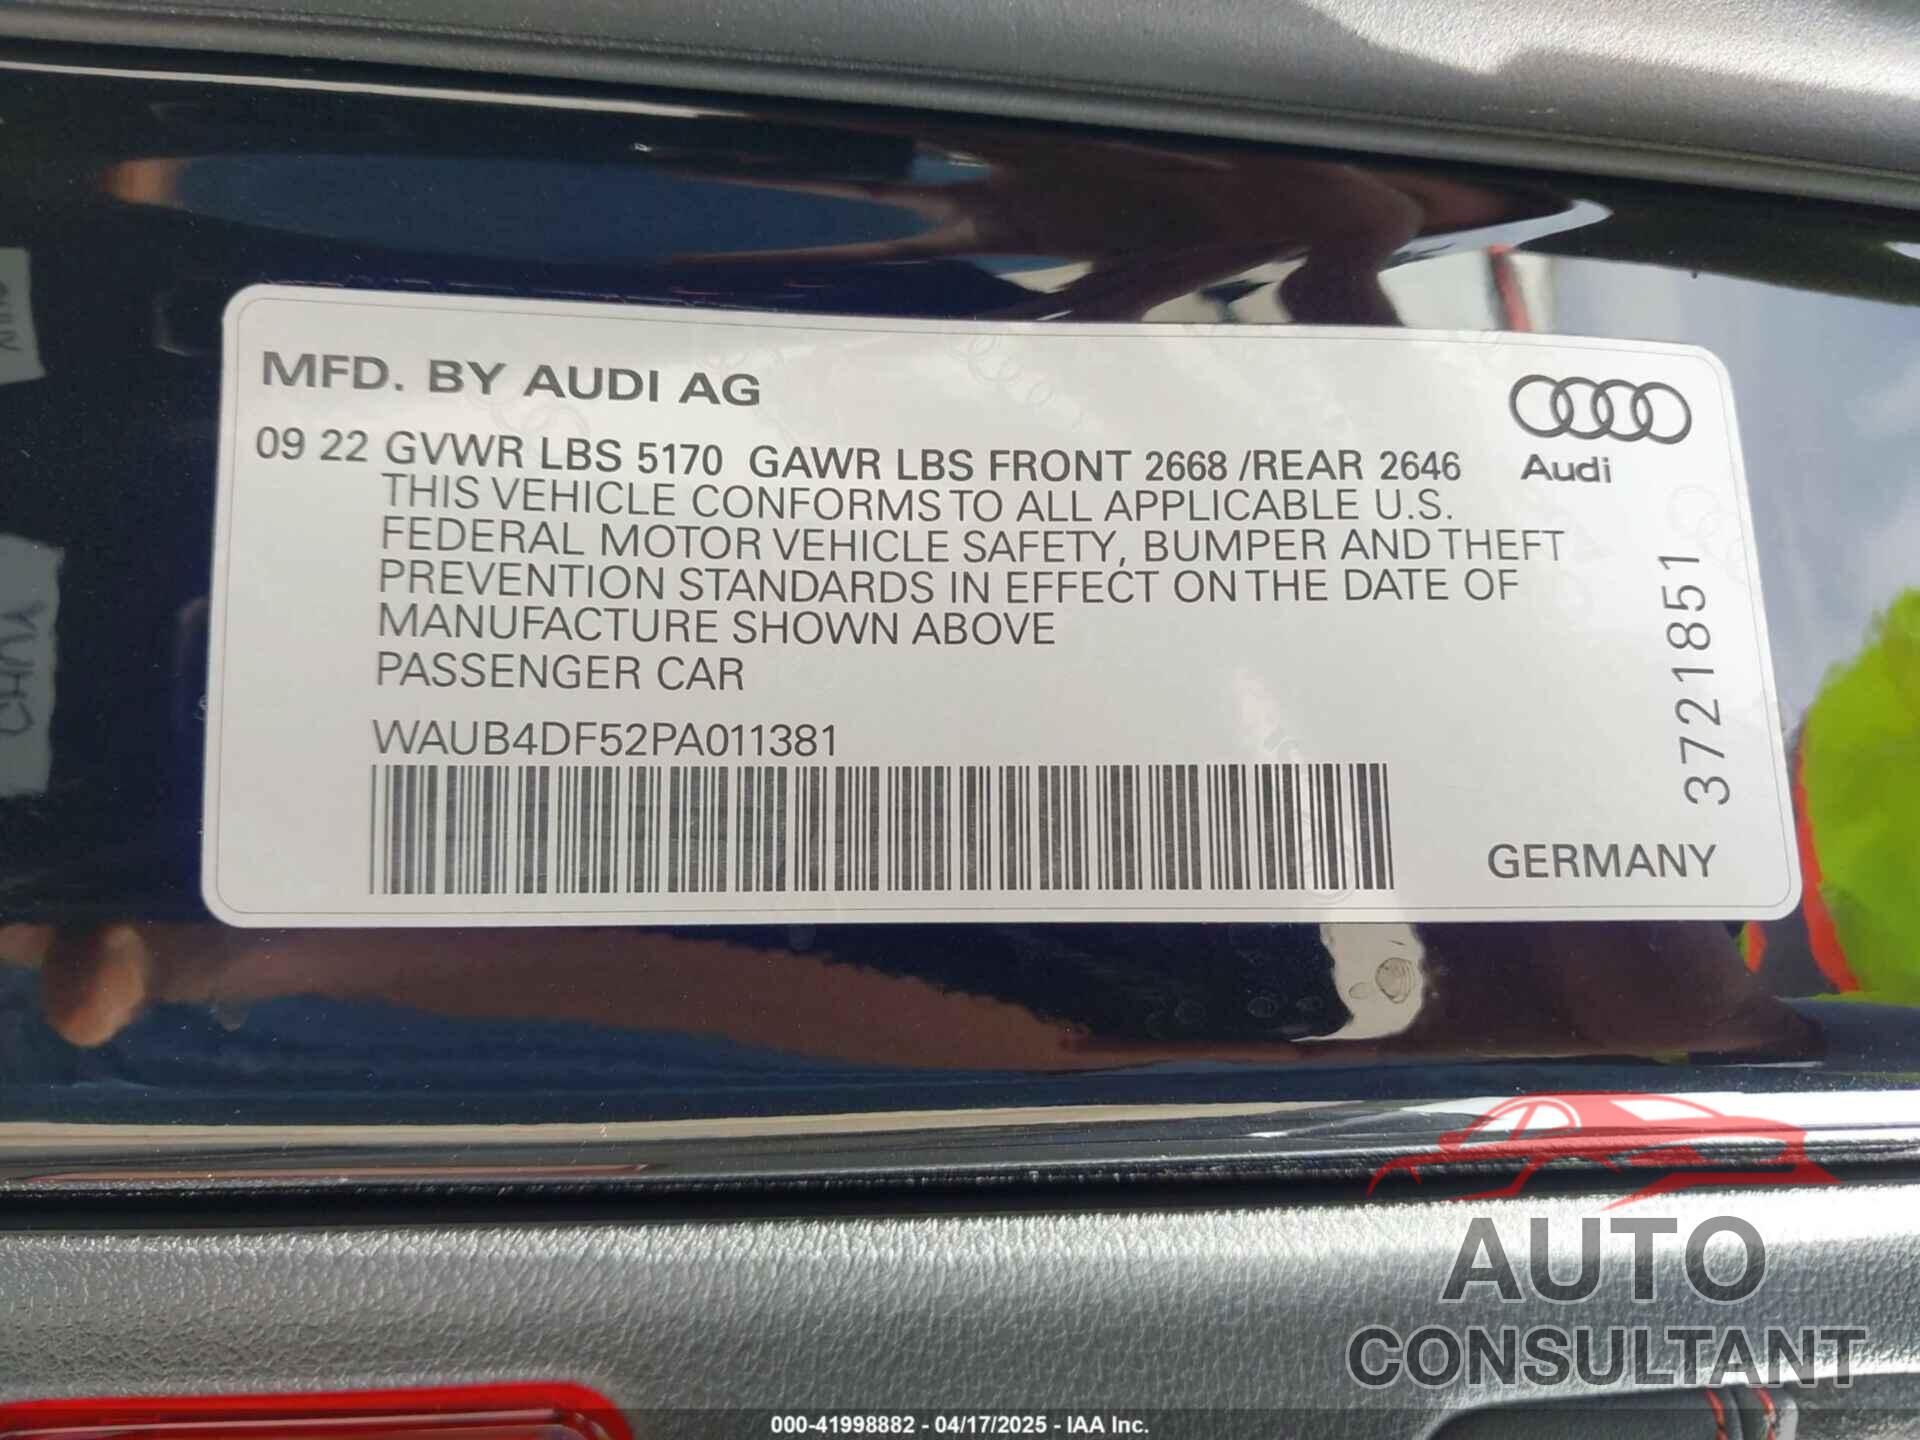 MFD. BY AUDI AG
09 22 GVWR LBS 5170 GAWR LBS FRONT 2668 /REAR 2646
THIS VEHICLE CONFORMS TO ALL APPLICABLE U.S.
FEDERAL MOTOR VEHICLE SAFETY, BUMPER AND THEFT
PREVENTION STANDARDS IN EFFECT ON THE DATE OF
MANUFACTURE SHOWN ABOVE
PASSENGER CAR
WAUB4DF52PA011381
Audi
3721851
GERMANY
AUTO
CONSULTANT
000-41998882 - 04/17/2025 - IAA Inc.